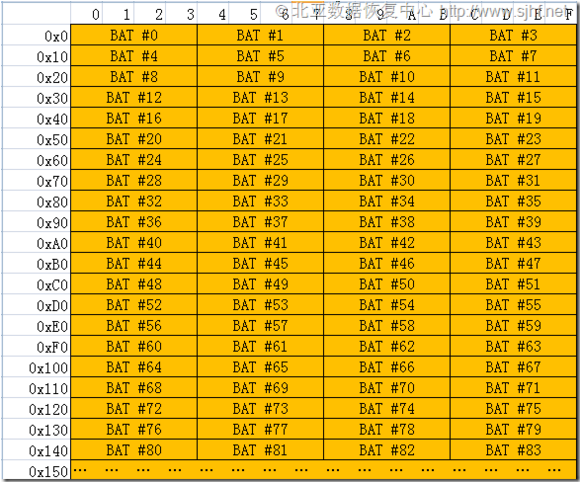 © 北亚数据恢复中心 http://www.sjhf.net
0 1 2 3 4 5 6 7 8 9 A B C D E F
0x0 BAT #0 BAT #1 BAT #2 BAT #3
0x10 BAT #4 BAT #5 BAT #6 BAT #7
0x20 BAT #8 BAT #9 BAT #10 BAT #11
0x30 BAT #12 BAT #13 BAT #14 BAT #15
0x40 BAT #16 BAT #17 BAT #18 BAT #19
0x50 BAT #20 BAT #21 BAT #22 BAT #23
0x60 BAT #24 BAT #25 BAT #26 BAT #27
0x70 BAT #28 BAT #29 BAT #30 BAT #31
0x80 BAT #32 BAT #33 BAT #34 BAT #35
0x90 BAT #36 BAT #37 BAT #38 BAT #39
0xA0 BAT #40 BAT #41 BAT #42 BAT #43
0xB0 BAT #44 BAT #45 BAT #46 BAT #47
0xC0 BAT #48 BAT #49 BAT #50 BAT #51
0xD0 BAT #52 BAT #53 BAT #54 BAT #55
0xE0 BAT #56 BAT #57 BAT #58 BAT #59
0xF0 BAT #60 BAT #61 BAT #62 BAT #63
0x100 BAT #64 BAT #65 BAT #66 BAT #67
0x110 BAT #68 BAT #69 BAT #70 BAT #71
0x120 BAT #72 BAT #73 BAT #74 BAT #75
0x130 BAT #76 BAT #77 BAT #78 BAT #79
0x140 BAT #80 BAT #81 BAT #82 BAT #83
0x150 … … … … … … … … … … … … … … … …